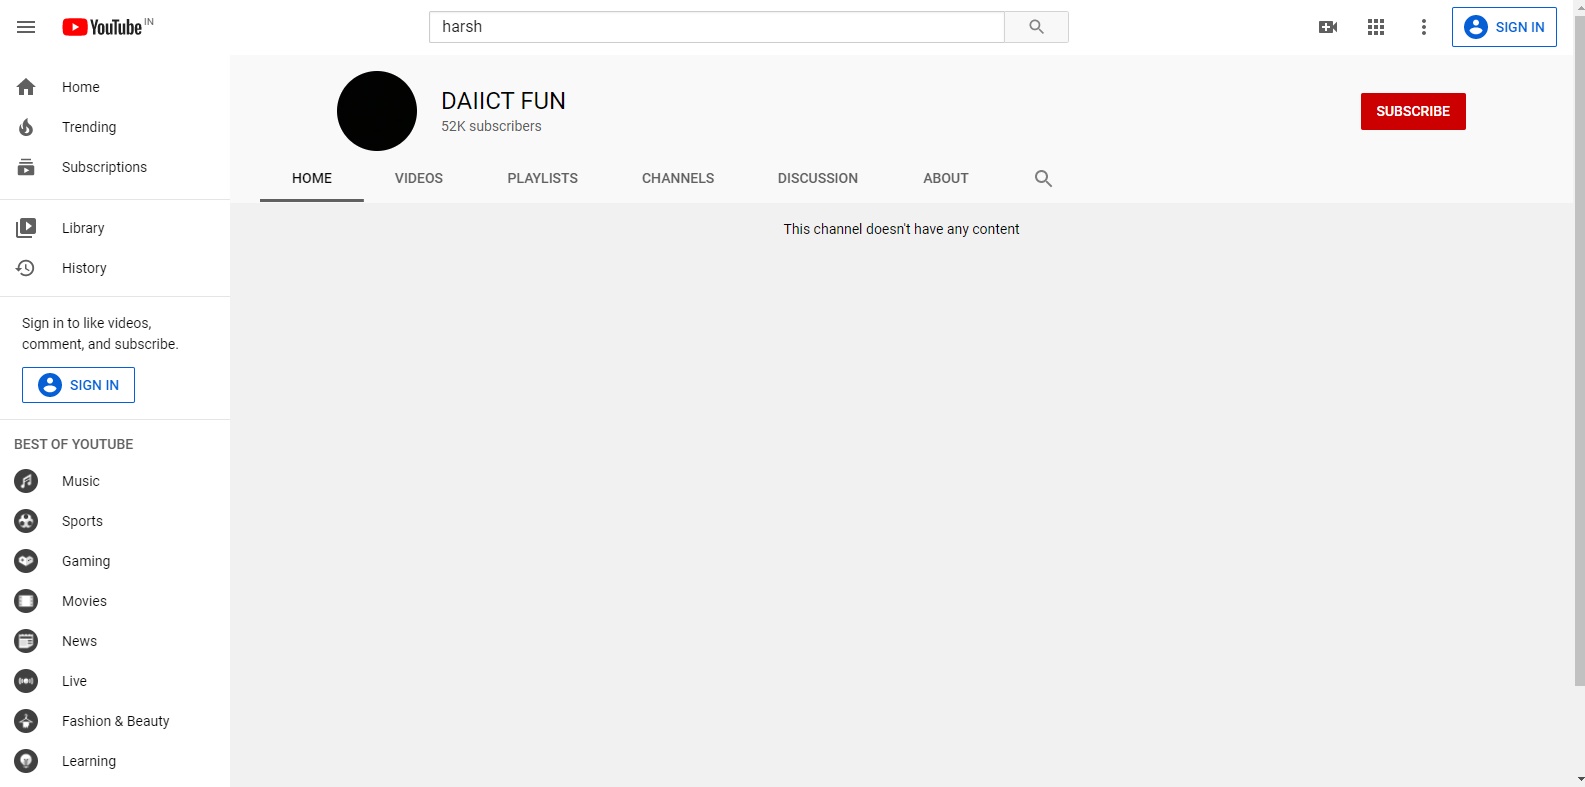 YouTube IN
harsh
SIGN IN
Home
Trending
Subscriptions
Library
History
Sign in to like videos,
comment, and subscribe.
SIGN IN
BEST OF YOUTUBE
Music
Sports
Gaming
Movies
News
Live
Fashion & Beauty
Learning
DAIICT FUN
52K subscribers
SUBSCRIBE
HOME VIDEOS PLAYLISTS CHANNELS DISCUSSION ABOUT
This channel doesn't have any content